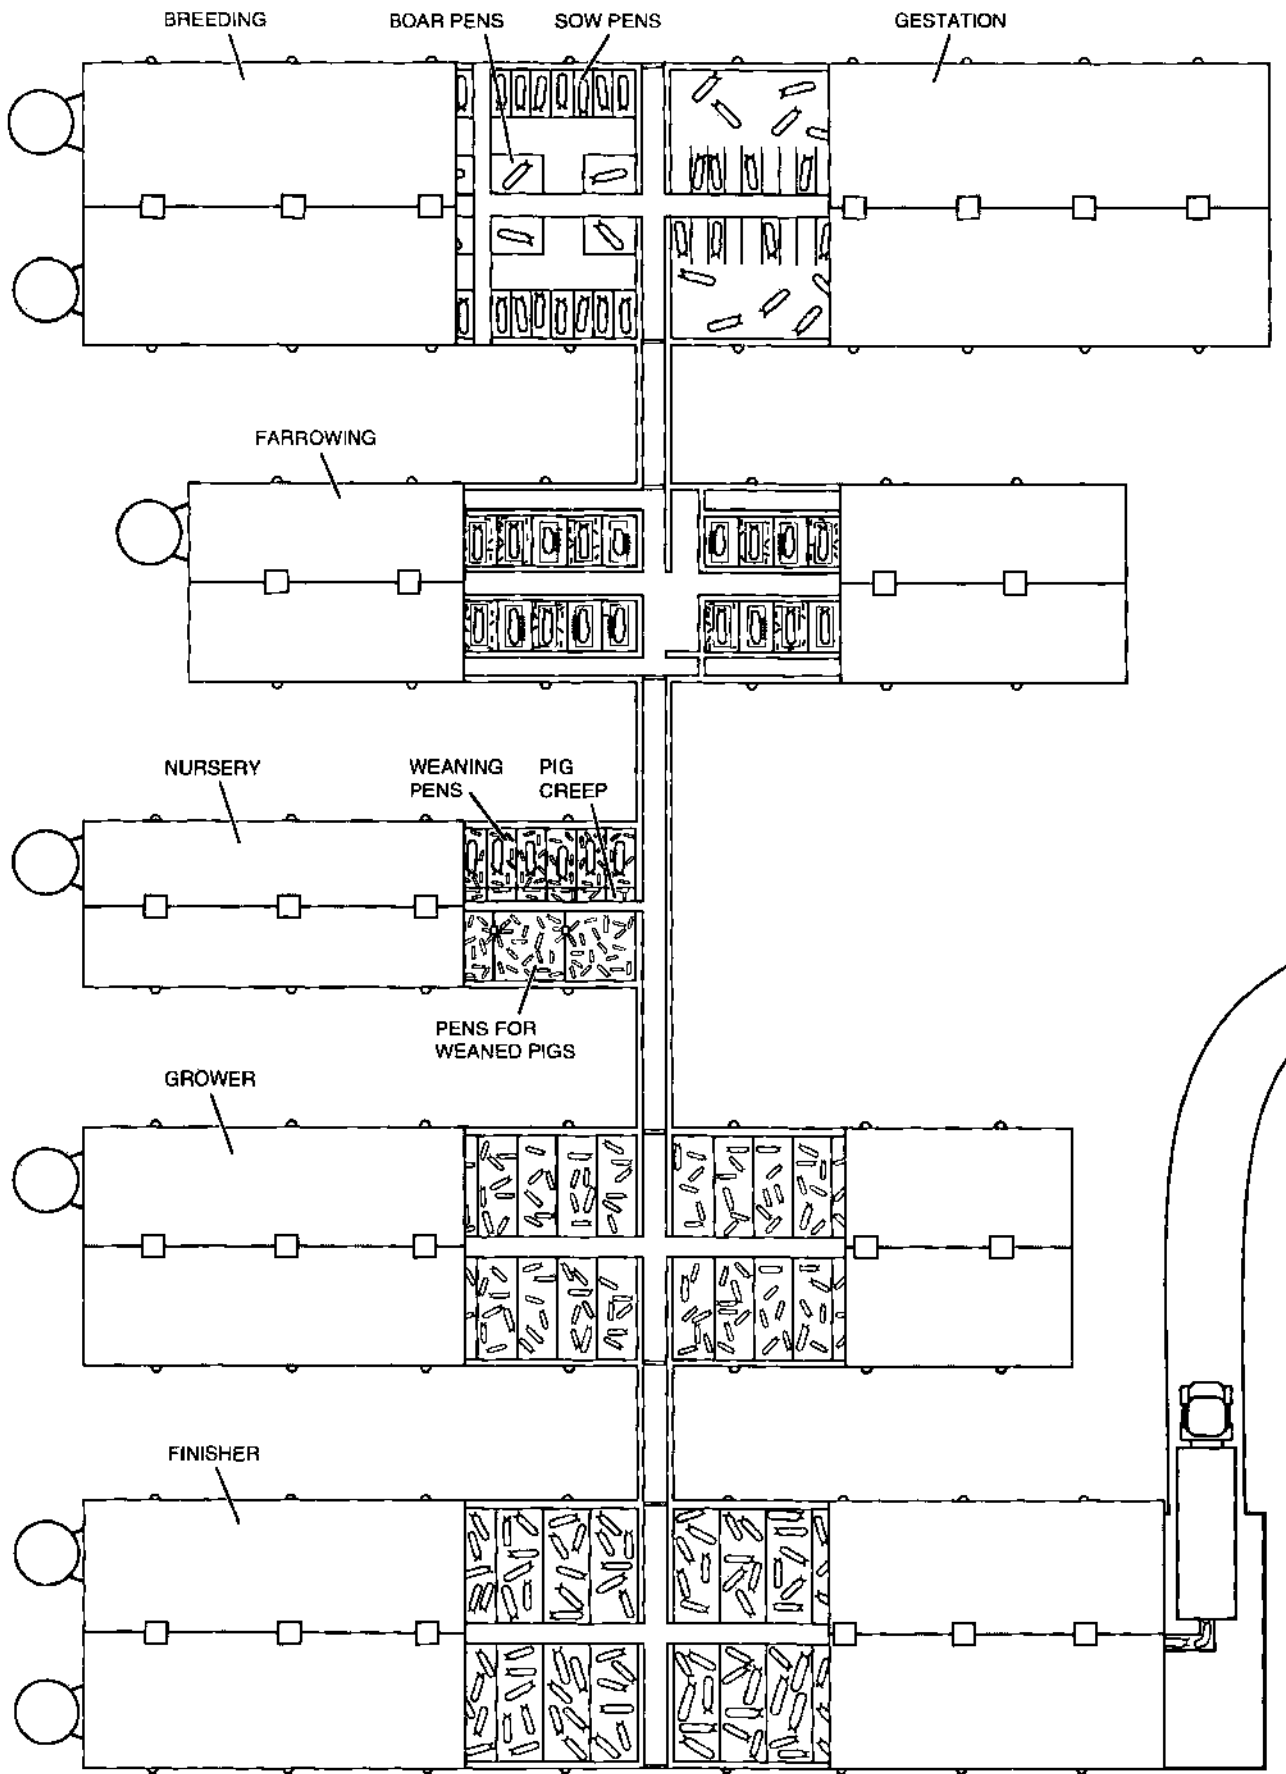 BREEDING
BOAR PENS
SOW PENS
GESTATION
FARROWING
NURSERY
WEANING
PENS
PIG
CREEP
PENS FOR
WEANED PIGS
GROWER
FINISHER